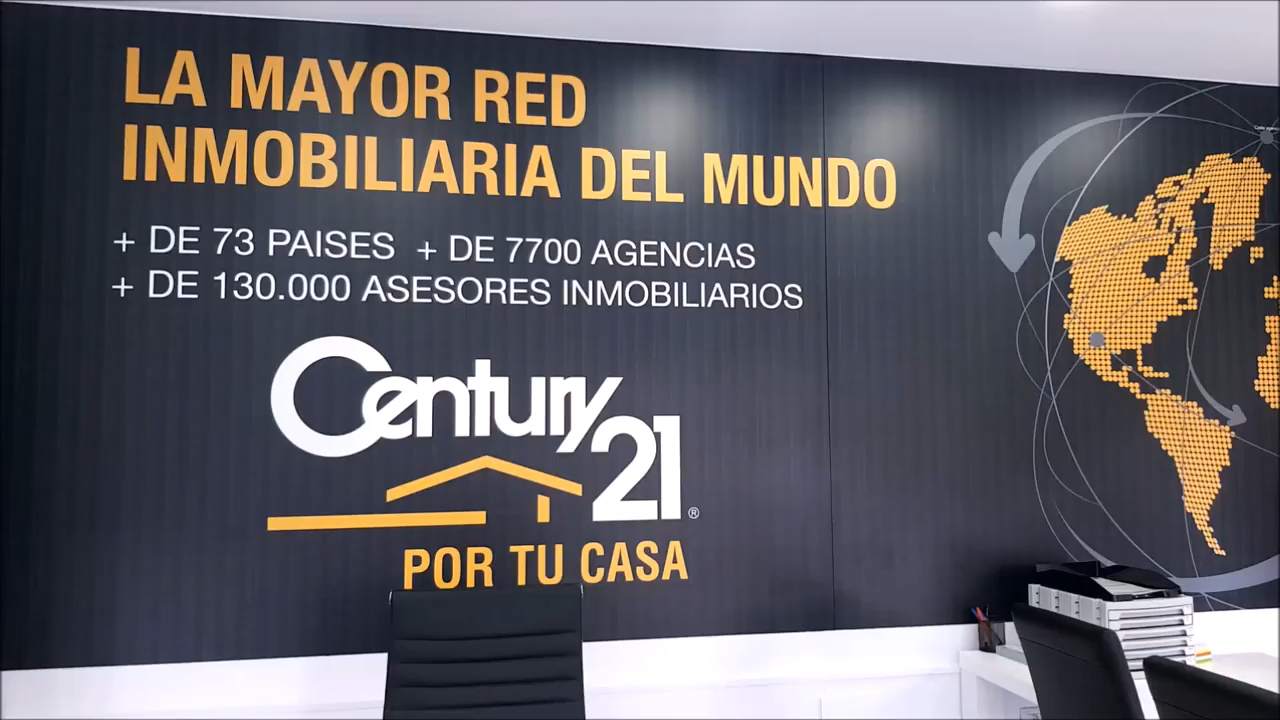 LA MAYOR RED
INMOBILIARIA DEL MUNDO
+ DE 73 PAISES + DE 7700 AGENCIAS
+ DE 130.000 ASESORES INMOBILIARIOS
Century
21®
POR TU CASA